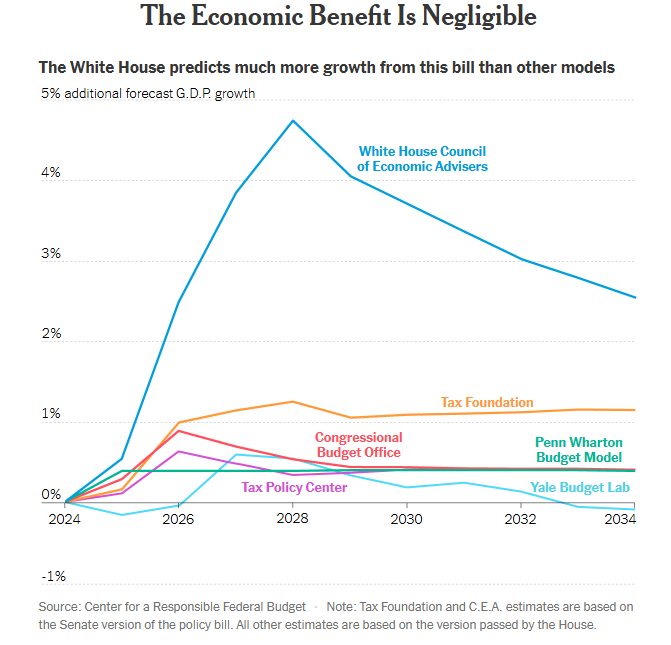 The Economic Benefit Is Negligible
The White House predicts much more growth from this bill than other models
5% additional forecast G.D.P. growth
White House Council
of Economic Advisers
4%
3%
2%
Tax Foundation
1%
Congressional
Budget Office
Penn Wharton
Budget Model
Tax Policy Center
Yale Budget Lab
0%
2024
2026
2028
2030
2032
2034
-1%
Source: Center for a Responsible Federal Budget · Note: Tax Foundation and C.E.A. estimates are based on
the Senate version of the policy bill. All other estimates are based on the version passed by the House.